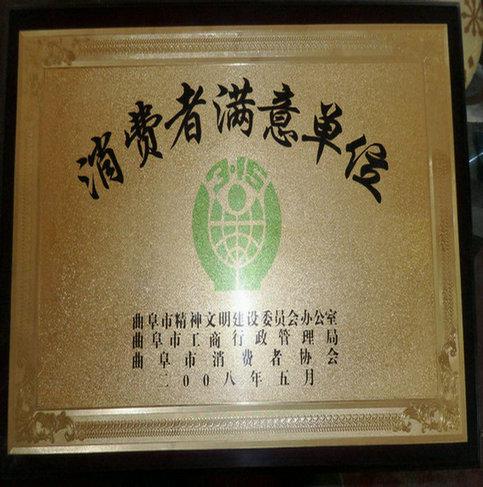 消费者满意单位
3·15
曲阜市精神文明建设委员会办公室
曲阜市工商行政管理局
曲阜市消费者协会
二00八年五月